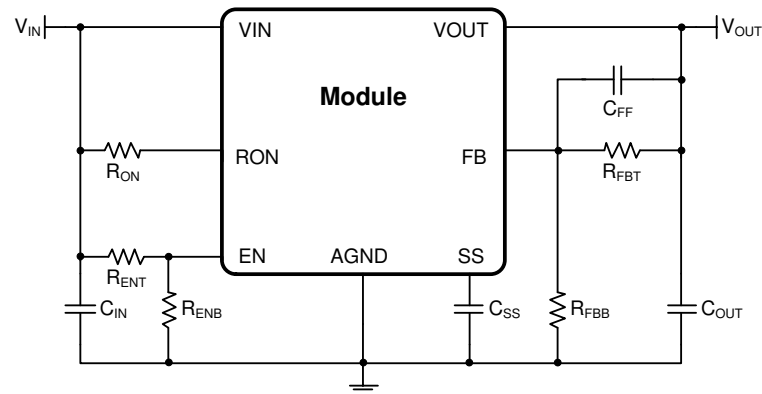 VIN
VIN
VOUT
VOUT
Module
CFF
RON
RON
FB
RFBT
EN
AGND
SS
RENT
CIN
RENB
CSS
RFBB
COUT